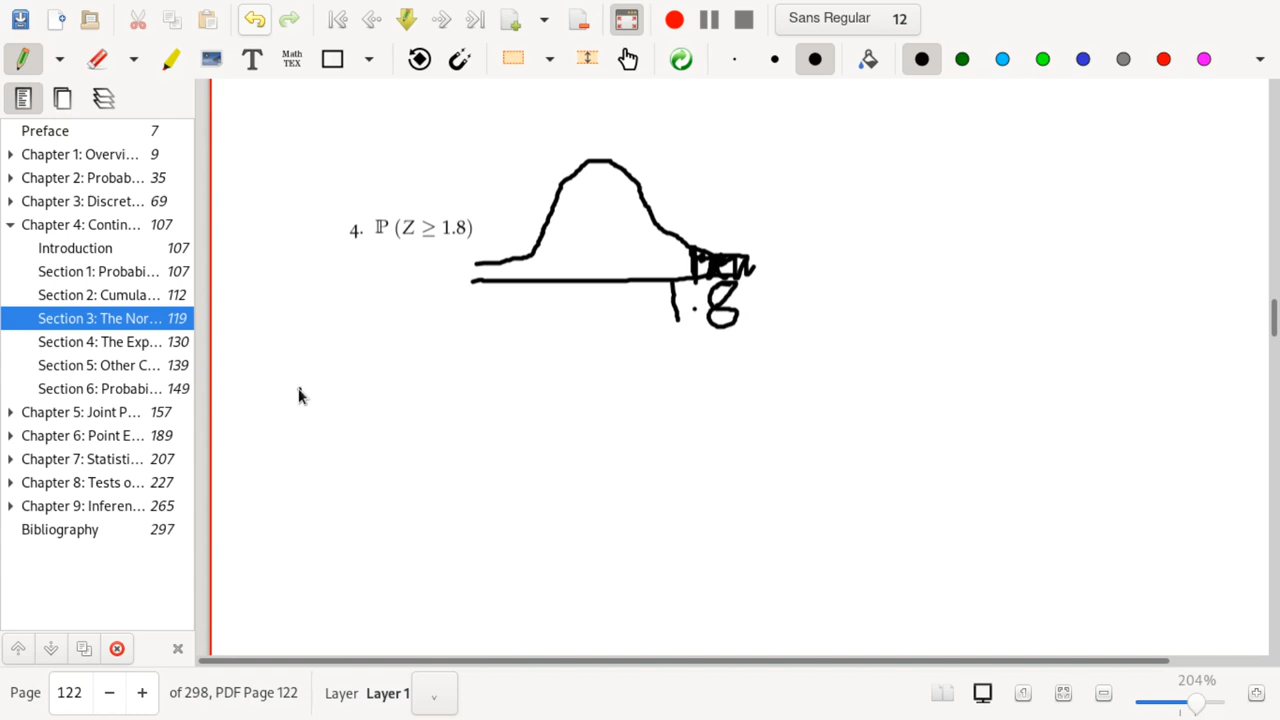 Sans Regular 12
Math
TEX
Preface 7
Chapter 1: Overvi... 9
Chapter 2: Probab... 35
Chapter 3: Discret... 69
Chapter 4: Contin... 107
Introduction 107
Section 1: Probabi... 107
Section 2: Cumula... 112
Section 3: The Nor... 119
Section 4: The Exp... 130
Section 5: Other C... 139
Section 6: Probabi... 149
Chapter 5: Joint P... 157
Chapter 6: Point E... 189
Chapter 7: Statisti... 207
Chapter 8: Tests o... 227
Chapter 9: Inferen... 265
Bibliography 297
4. ℙ (Z ≥ 1.8)
1.8
Page 122 of 298, PDF Page 122 Layer Layer 1 204%